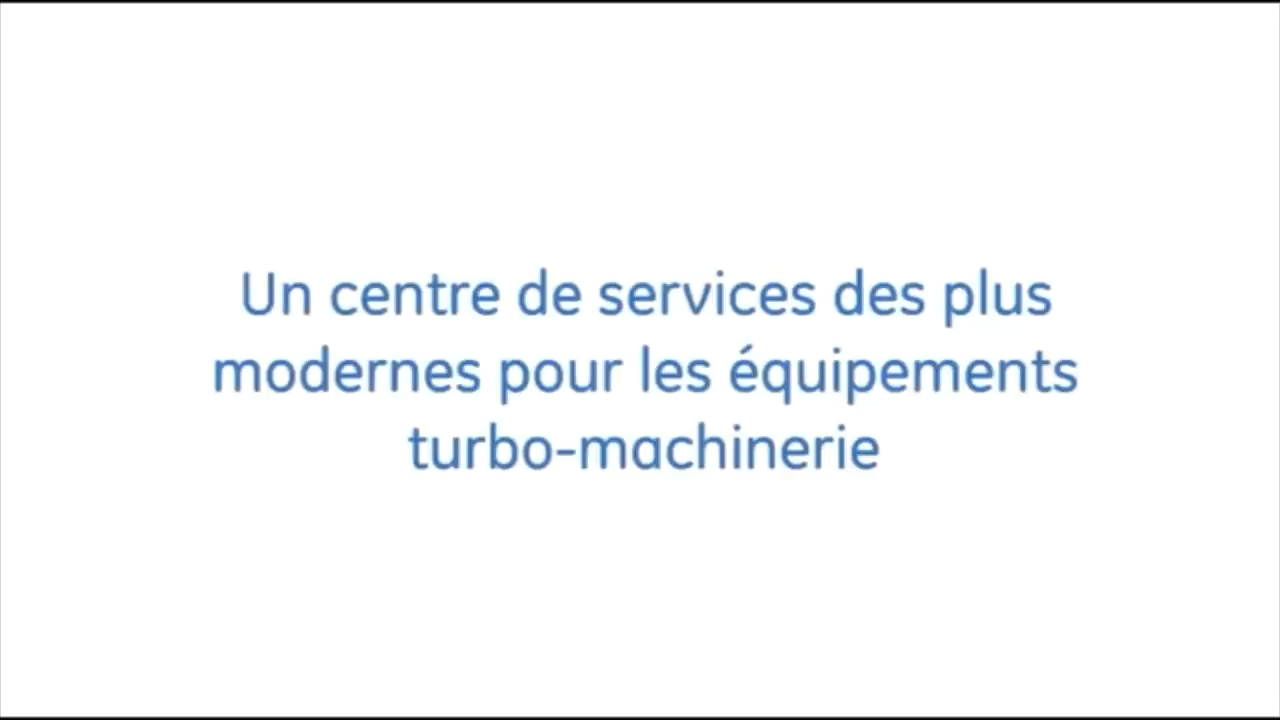 Un centre de services des plus
modernes pour les équipements
turbo-machinerie